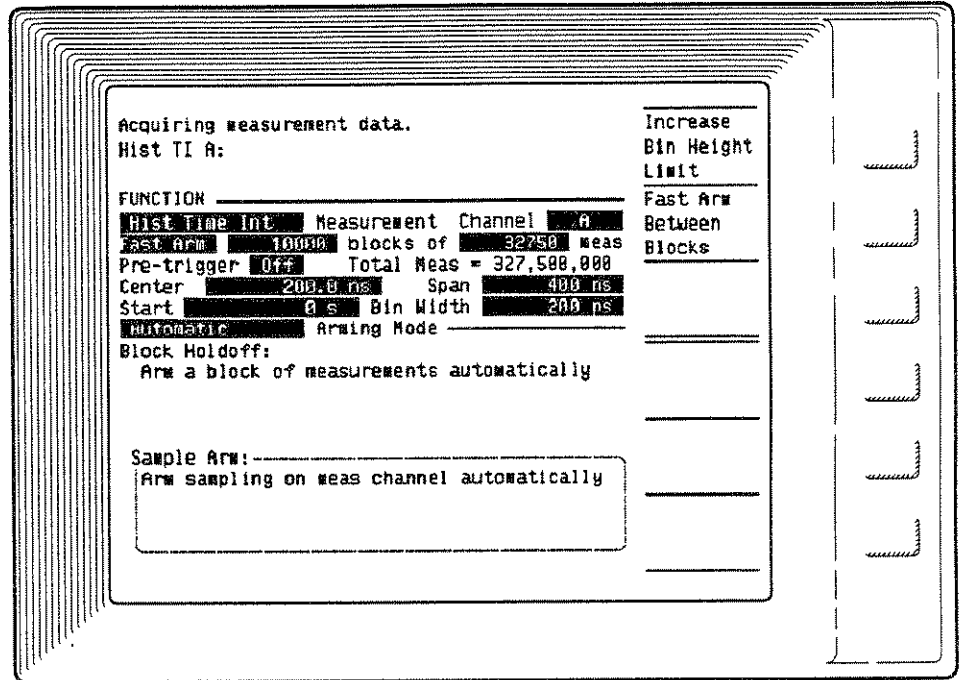 Acquiring measurement data.
Hist TI A:
FUNCTION
Hist Time Int Measurement Channel A
Fast Arm 10000 blocks of 32750 meas
Pre-trigger Off Total Meas = 327,500,000
Center 200.0 ns Span 400 ns
Start 0 s Bin Width 200 ps
Automatic Arming Mode
Block Holdoff:
Arm a block of measurements automatically
Sample Arm:
Arm sampling on meas channel automatically
Increase
Bin Height
Limit
Fast Arm
Between
Blocks